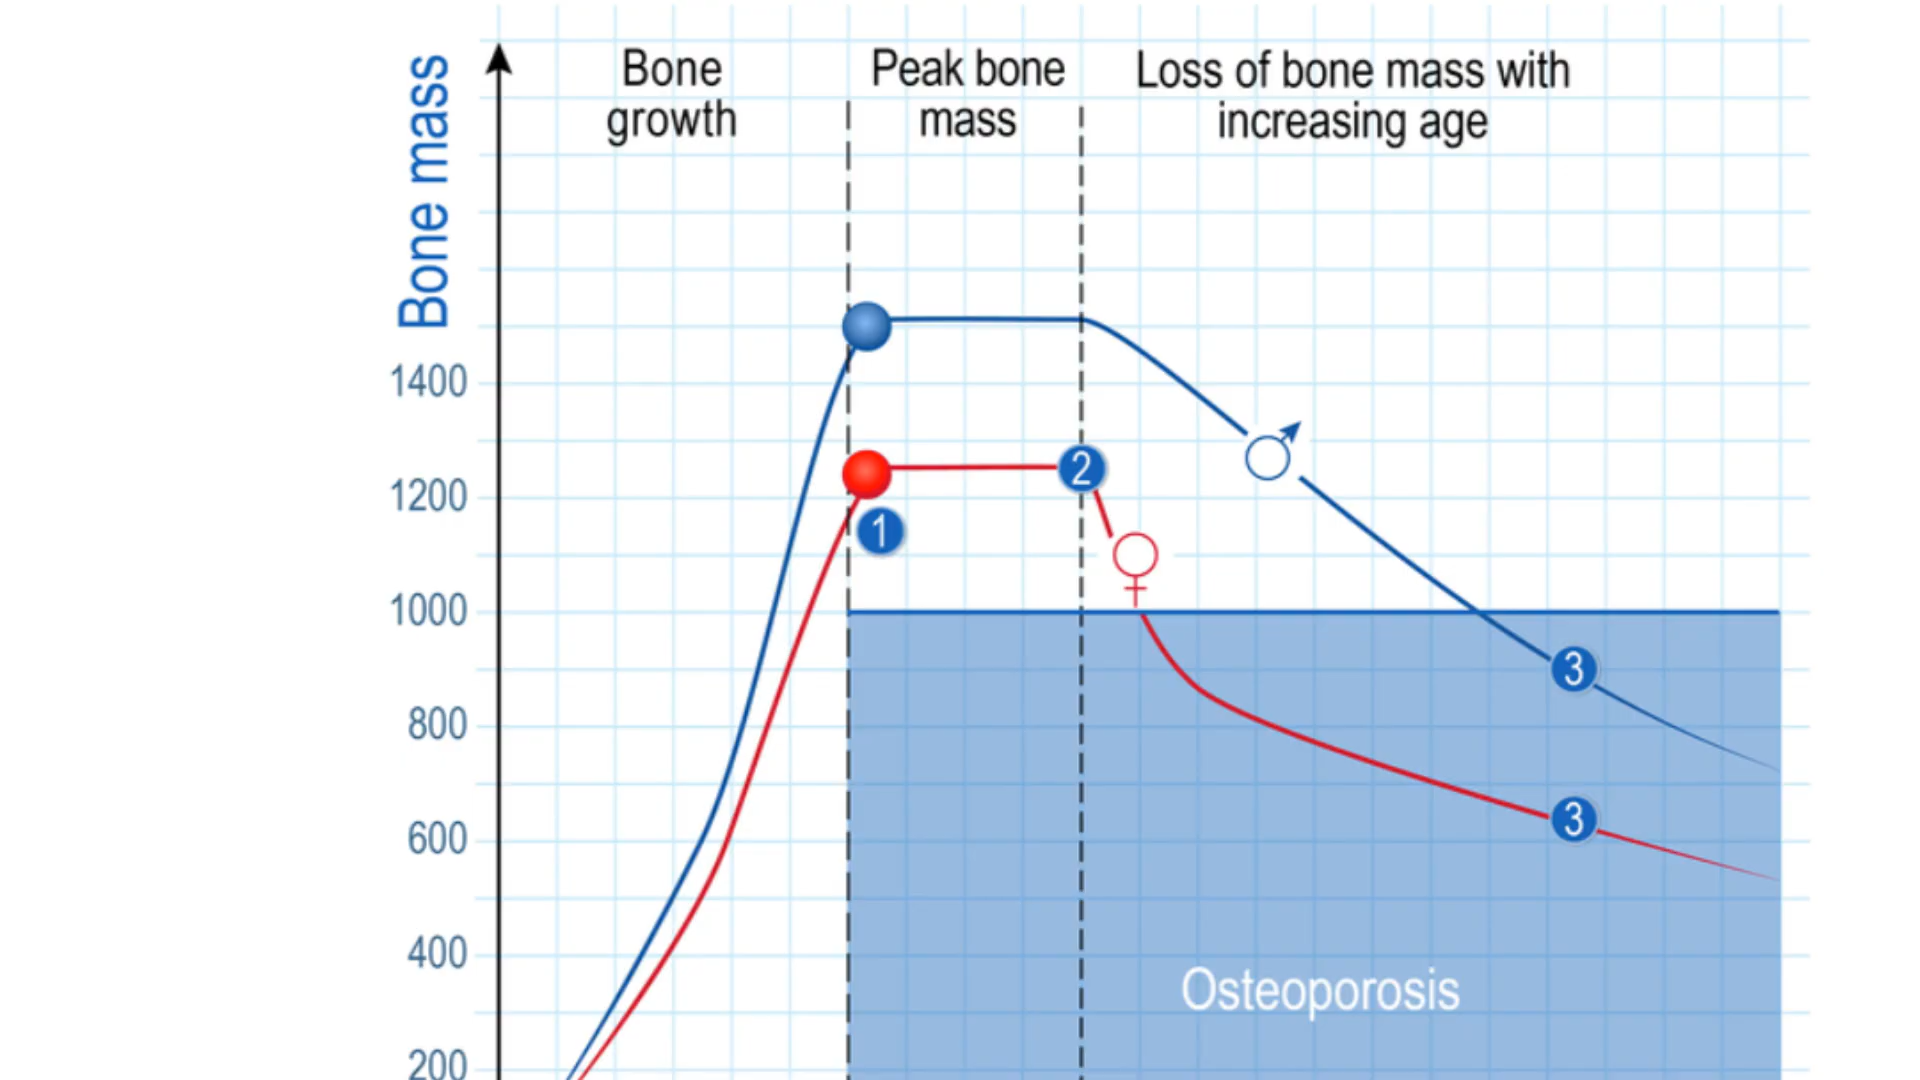 Bone
growth
Peak bone
mass
Loss of bone mass with
increasing age
Bone mass
1400
1200
1000
800
600
400
200
2
1
3
3
Osteoporosis